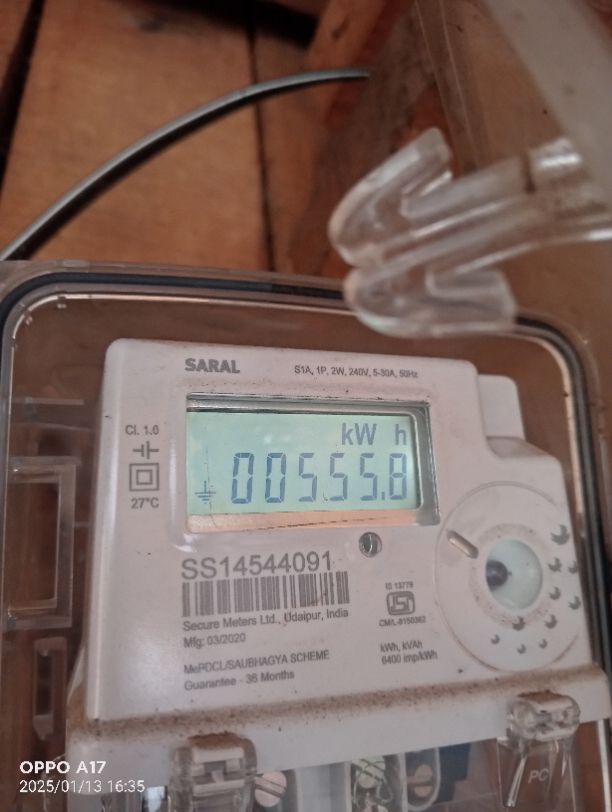 SARAL
S1A, 1P, 2W, 240V, 5-30A, 50Hz
Cl. 1.0
kW h
00555.8
27°C
SS14544091
Secure Meters Ltd., Udaipur, India
Mfg: 03/2020
IS 13779
CM/L-8150362
MePDCL/SAUBHAGYA SCHEME
Guarantee - 36 Months
kWh, kVAh
6400 imp/kWh
PC
OPPO A17
2025/01/13 16:35